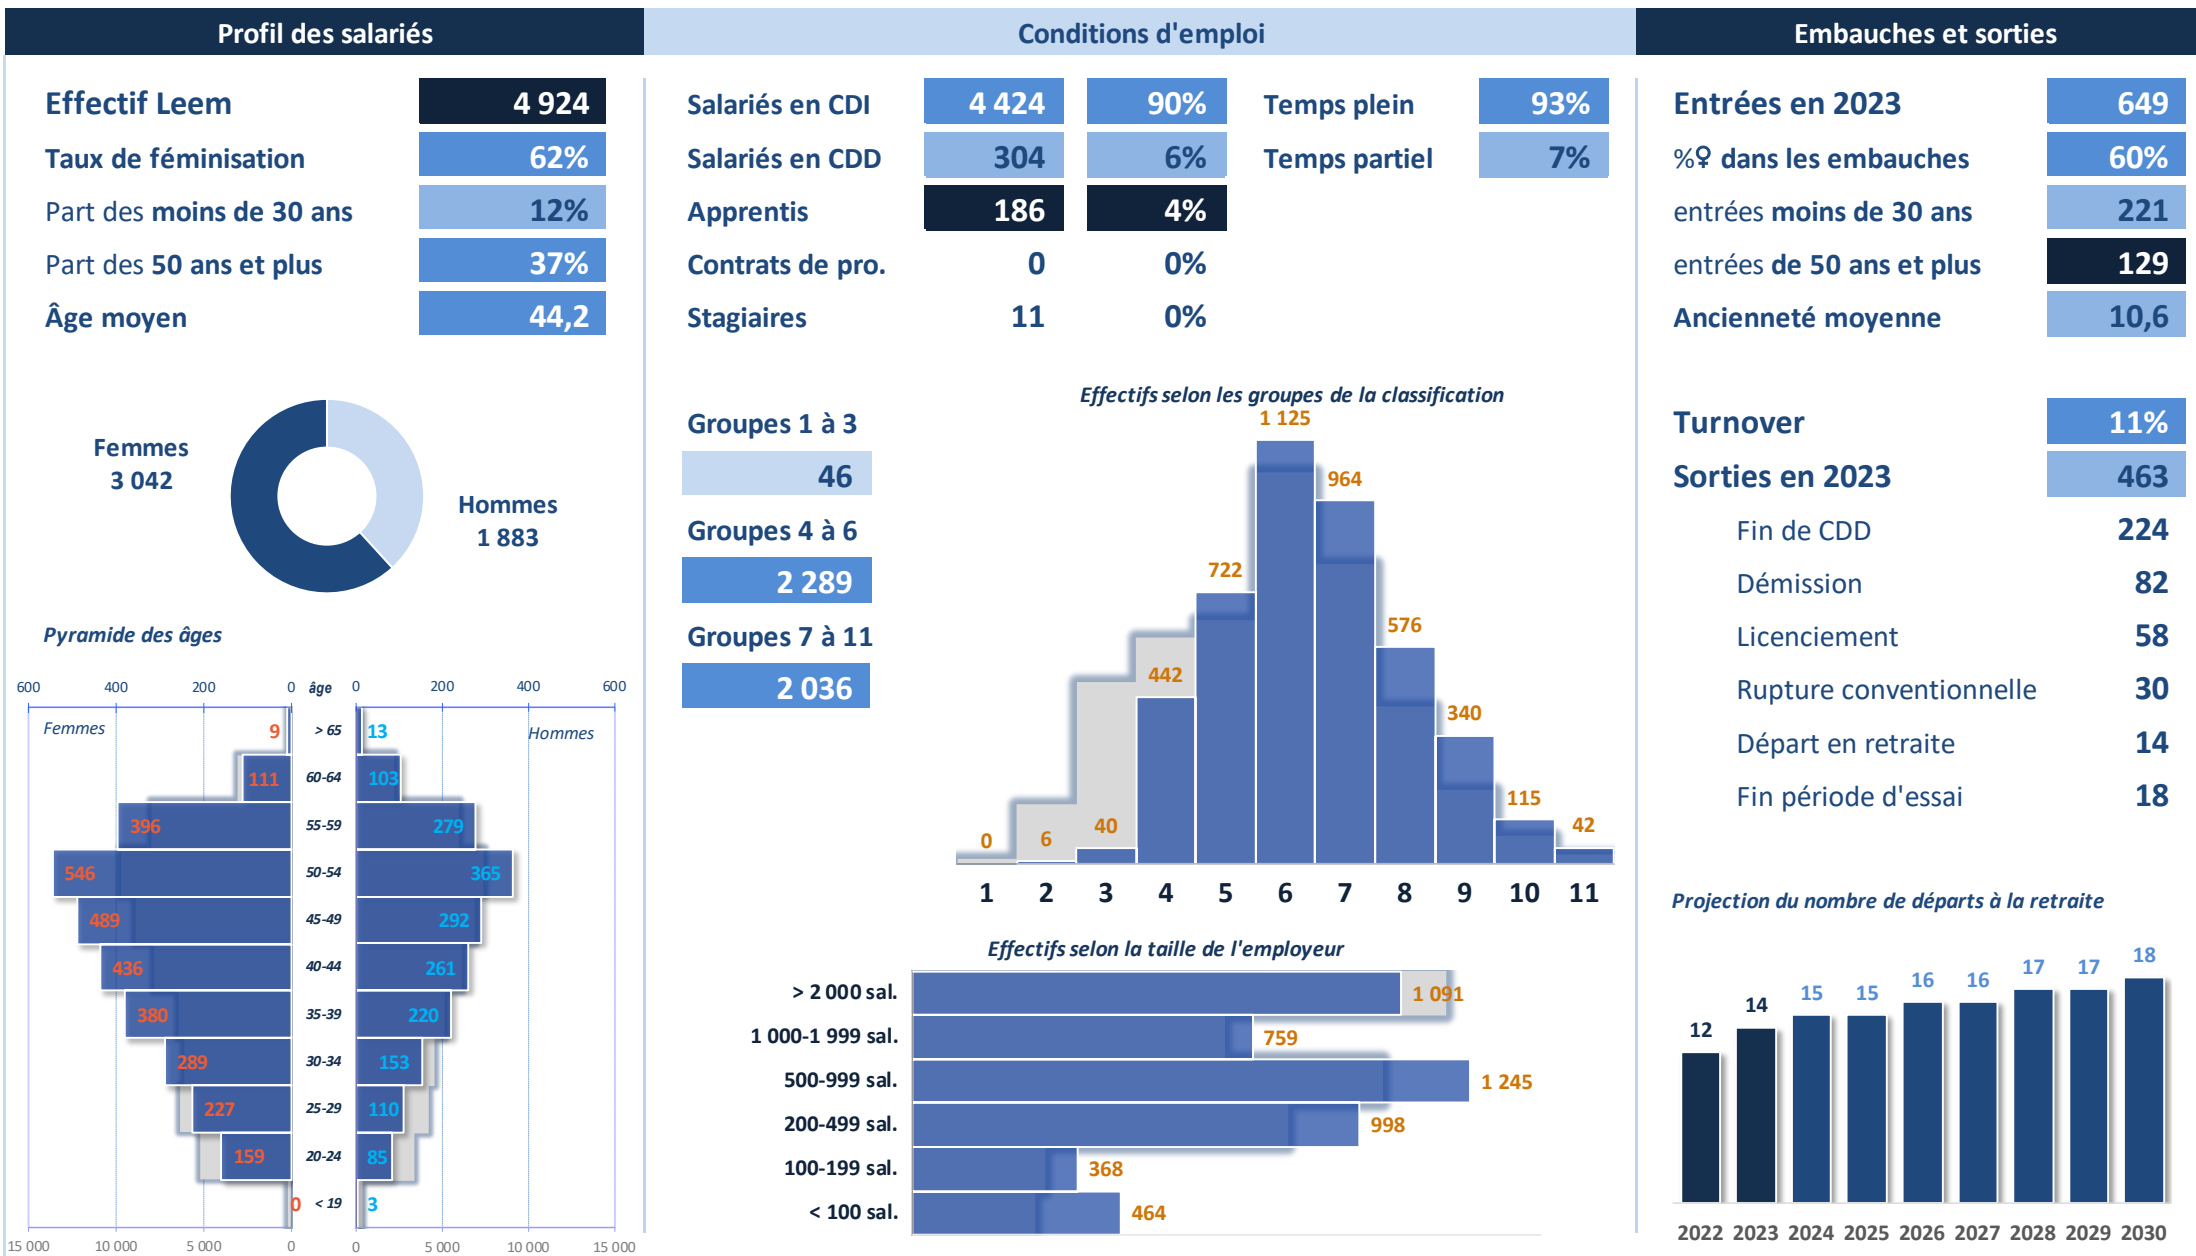 Profil des salariés
Effectif Leem 4 924
Taux de féminisation 62%
Part des moins de 30 ans 12%
Part des 50 ans et plus 37%
Âge moyen 44,2
Femmes
3 042
Hommes
1 883
Pyramide des âges
600 400 200 0 âge 0 200 400 600
Femmes Hommes
9 > 65 13
111 60-64 103
396 55-59 279
546 50-54 365
489 45-49 292
436 40-44 261
380 35-39 220
289 30-34 153
227 25-29 110
159 20-24 85
0 < 19 3
15 000 10 000 5 000 0 0 5 000 10 000 15 000
Conditions d'emploi
Salariés en CDI 4 424 90% Temps plein 93%
Salariés en CDD 304 6% Temps partiel 7%
Apprentis 186 4%
Contrats de pro. 0 0%
Stagiaires 11 0%
Groupes 1 à 3
46
Groupes 4 à 6
2 289
Groupes 7 à 11
2 036
Effectifs selon les groupes de la classification
0 6 40 442 722 1 125 964 576 340 115 42
1 2 3 4 5 6 7 8 9 10 11
Effectifs selon la taille de l'employeur
> 2 000 sal. 1 091
1 000-1 999 sal. 759
500-999 sal. 1 245
200-499 sal. 998
100-199 sal. 368
< 100 sal. 464
Embauches et sorties
Entrées en 2023 649
%♀ dans les embauches 60%
entrées moins de 30 ans 221
entrées de 50 ans et plus 129
Ancienneté moyenne 10,6
Turnover 11%
Sorties en 2023 463
Fin de CDD 224
Démission 82
Licenciement 58
Rupture conventionnelle 30
Départ en retraite 14
Fin période d'essai 18
Projection du nombre de départs à la retraite
12 14 15 15 16 16 17 17 18
2022 2023 2024 2025 2026 2027 2028 2029 2030